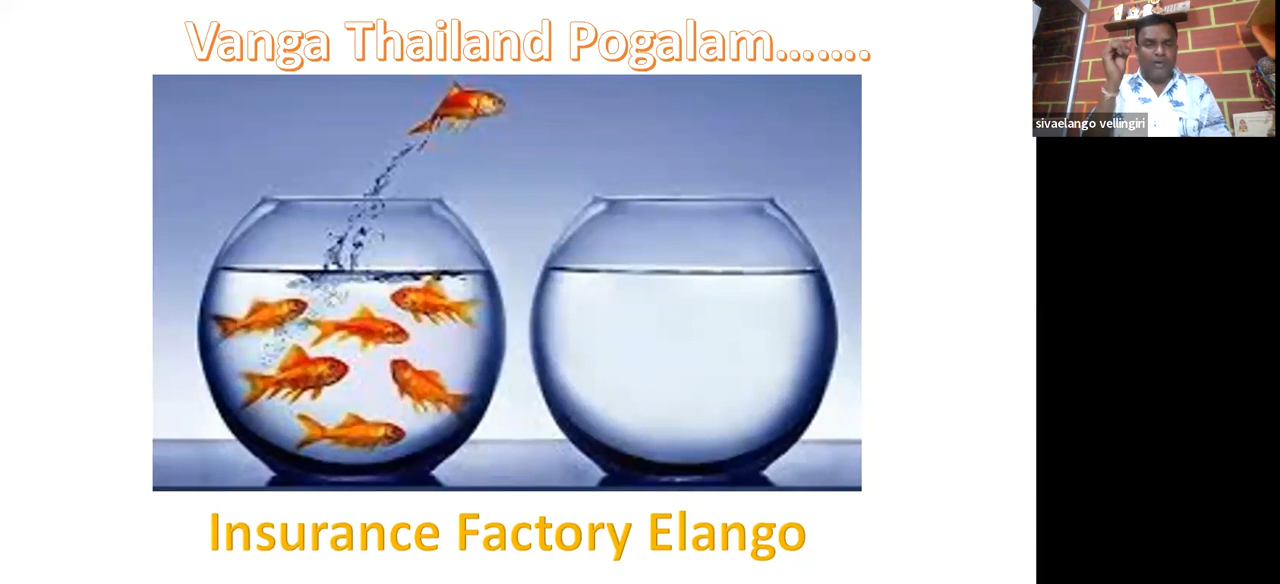 Vanga Thailand Pogalam.......
sivaelango vellingiri
Insurance Factory Elango